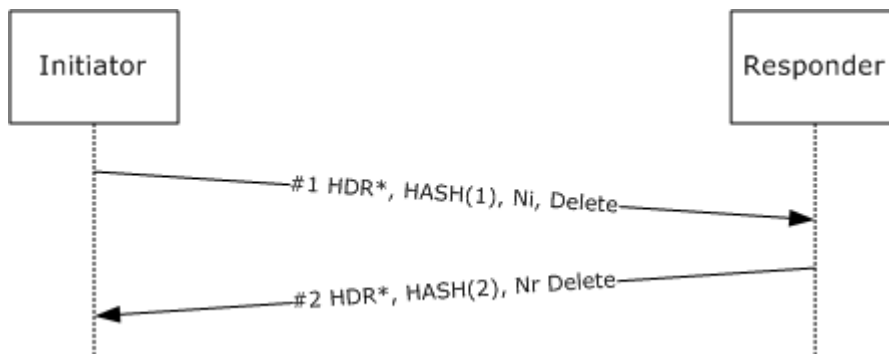 Initiator
Responder
#1 HDR*, HASH(1), Ni, Delete
#2 HDR*, HASH(2), Nr Delete